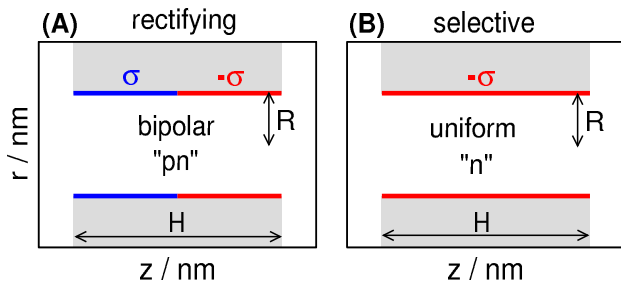 (A) rectifying
σ -σ
R
bipolar
"pn"
H
r / nm
z / nm
(B) selective
-σ
R
uniform
"n"
H
z / nm